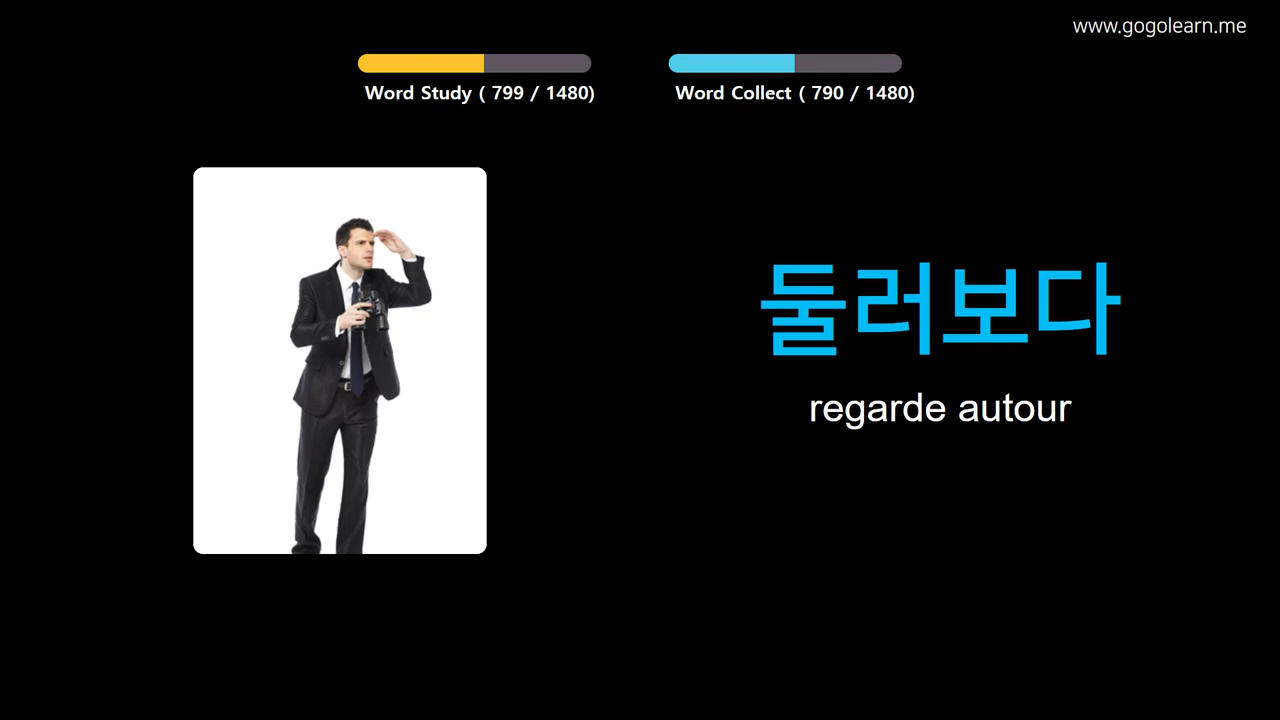 www.gogolearn.me
Word Study ( 799 / 1480)
Word Collect ( 790 / 1480)
둘러보다
regarde autour